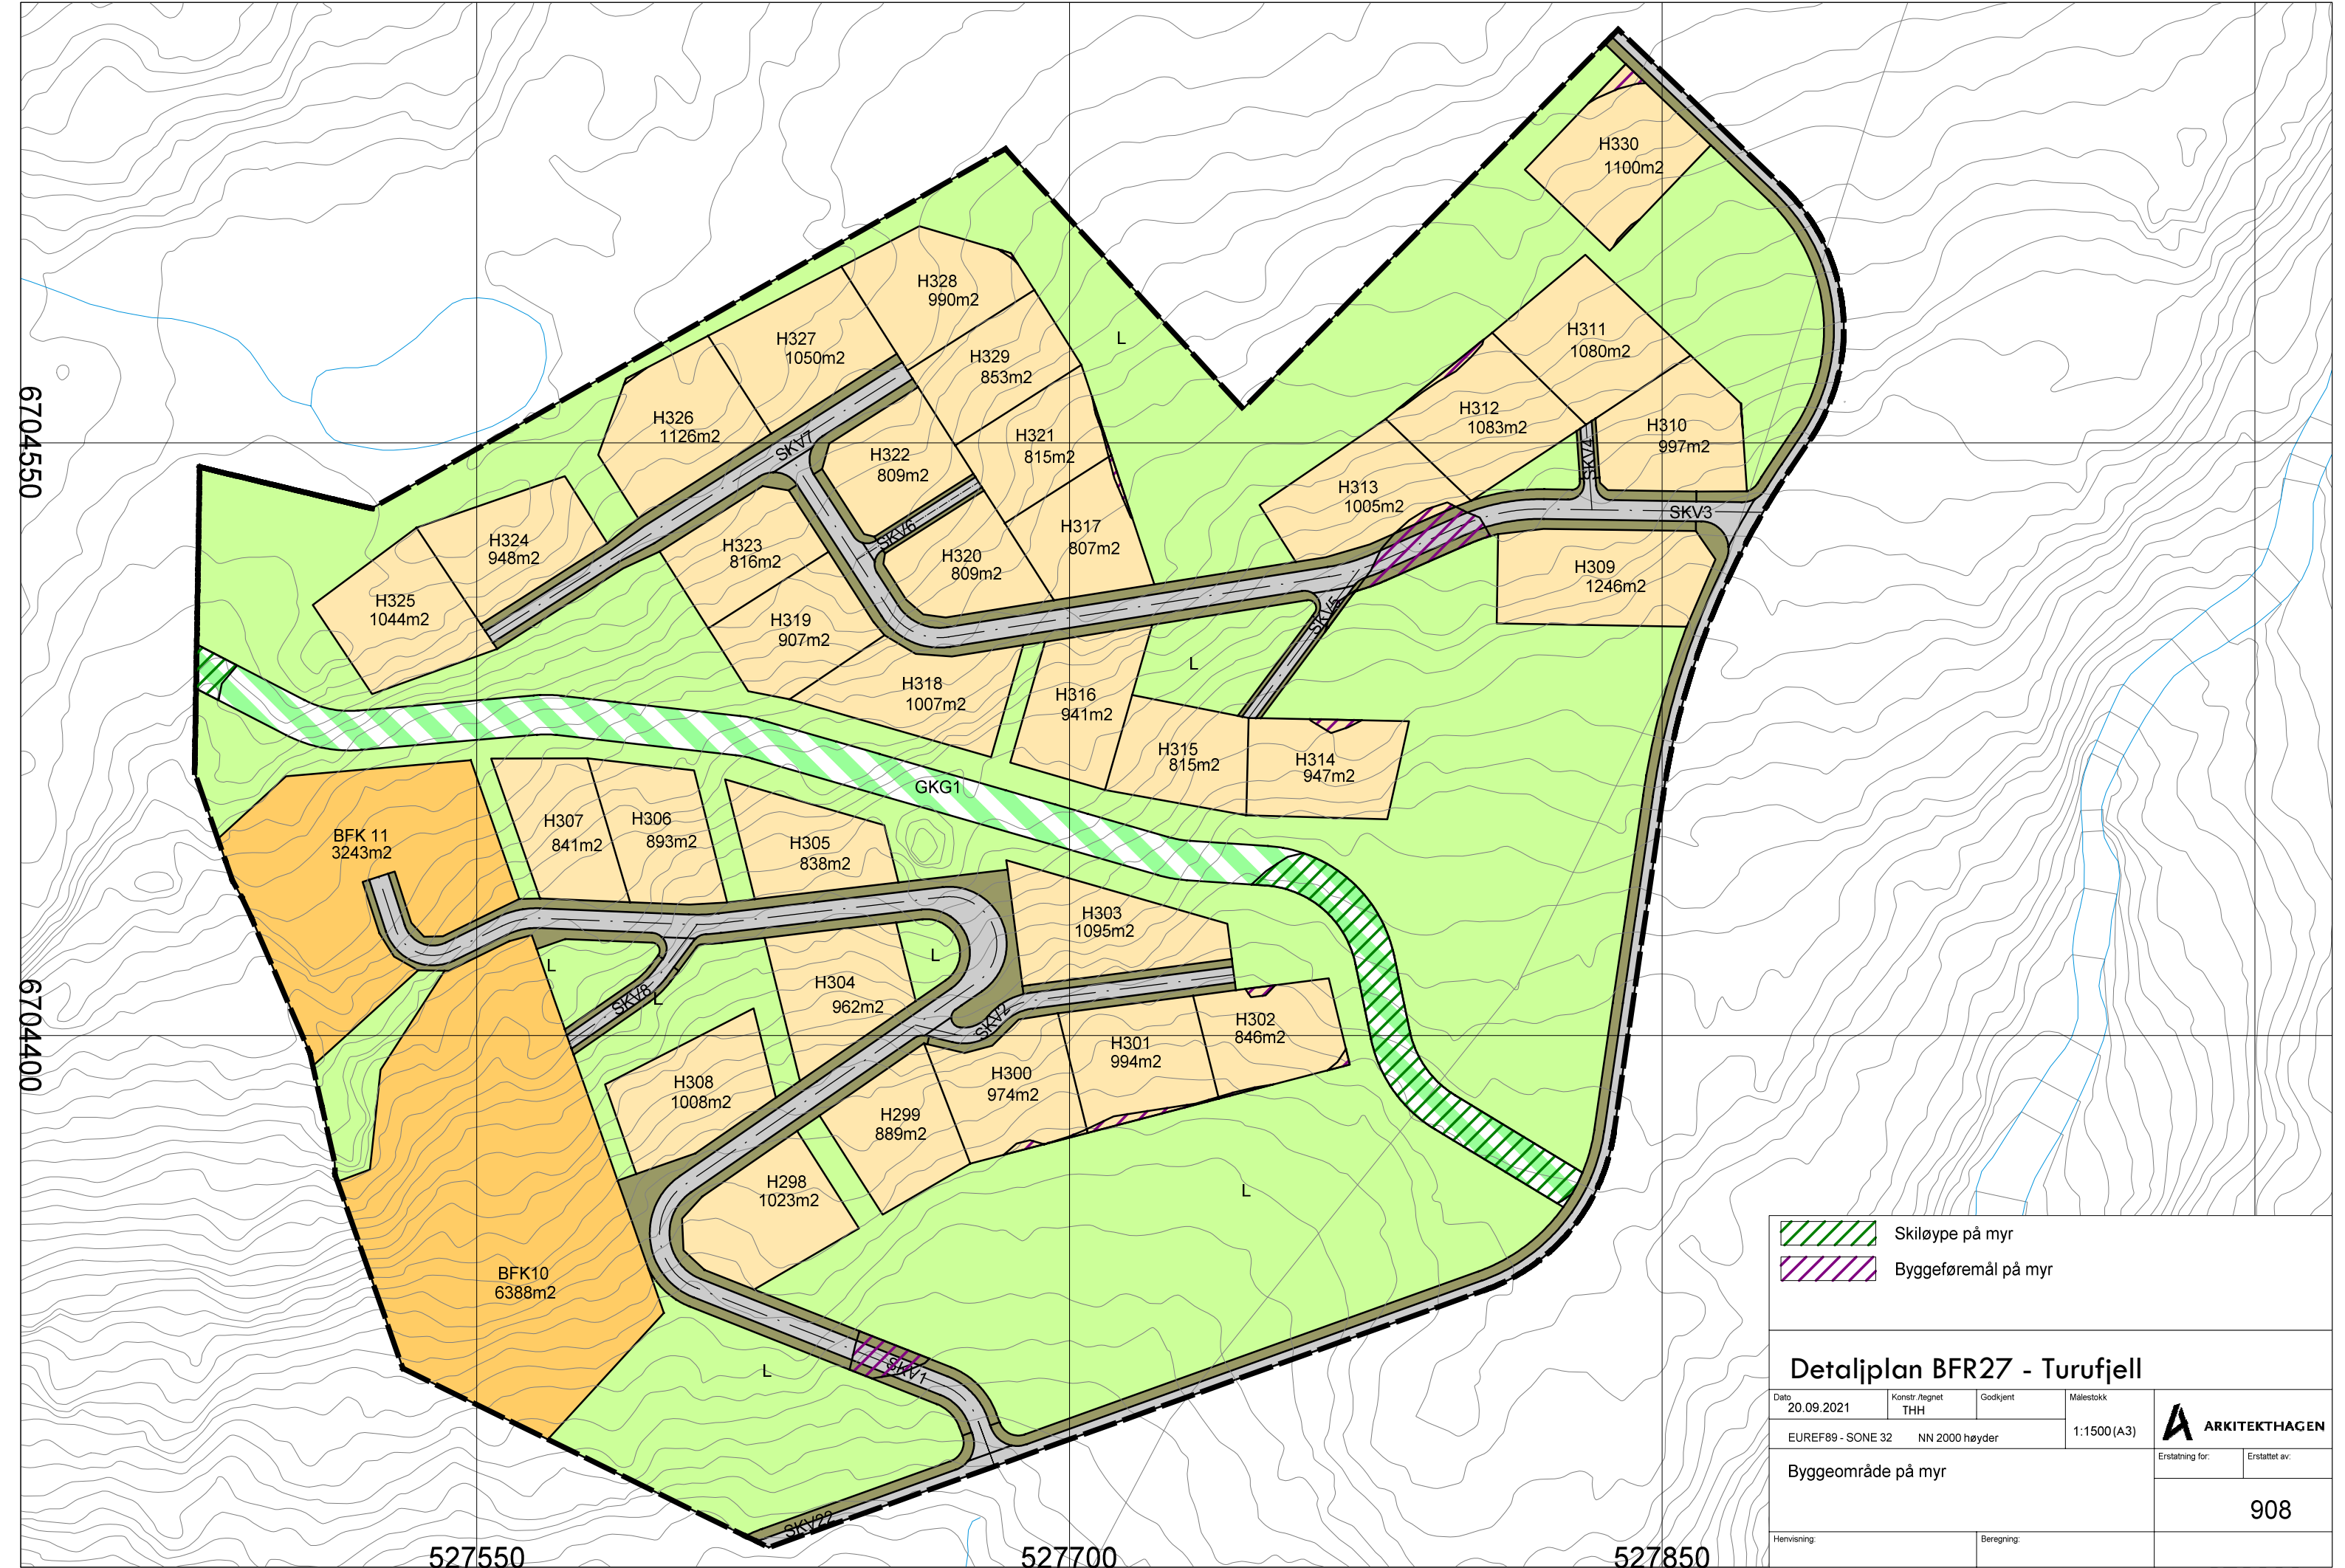 H330
1100m2
H328
990m2
H327
1050m2
H329
853m2
L
H311
1080m2
H326
1126m2
H312
1083m2
H310
997m2
SKV7
H321
815m2
H322
809m2
SKV4
6704550
H313
1005m2
SKV3
H324
948m2
H323
816m2
SKV6
H320
809m2
H317
807m2
H309
1246m2
H325
1044m2
H319
907m2
SKV5
L
H318
1007m2
H316
941m2
H315
815m2
H314
947m2
GKG1
BFK 11
3243m2
H307
841m2
H306
893m2
H305
838m2
H303
1095m2
L
L
H304
962m2
SKV8
L
SKV2
H302
846m2
6704400
H301
994m2
H308
1008m2
H300
974m2
H299
889m2
H298
1023m2
L
BFK10
6388m2
L
SKV1
SKV22
527550
527700
527850
Skiløype på myr
Byggeføremål på myr
Detaljplan BFR27 - Turufjell
Dato
20.09.2021
Konstr./tegnet
THH
Godkjent
Målestokk
1:1500(A3)
EUREF89 - SONE 32 NN 2000 høyder
ARKITEKTHAGEN
Byggeområde på myr
Erstatning for:
Erstattet av:
908
Henvisning:
Beregning: